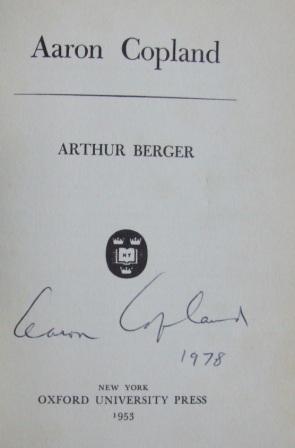 Aaron Copland
ARTHUR BERGER
Aaron Copland
1978
NEW YORK
OXFORD UNIVERSITY PRESS
1953